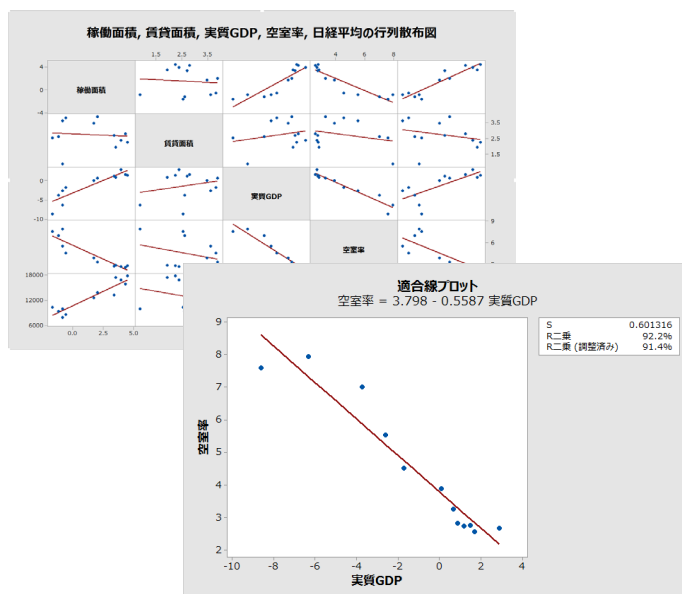 稼働面積, 賃貸面積, 実質GDP, 空室率, 日経平均の行列散布図
1.5 2.5 3.5 4 6 8
4
0
-4
稼働面積
賃貸面積
3.5
2.5
1.5
0
-5
-10
実質GDP
空室率
9
6
3
18000
12000
6000
0.0 2.5 5.0
適合線プロット
空室率 = 3.798 - 0.5587 実質GDP
S 0.601316
R二乗 92.2%
R二乗 (調整済み) 91.4%
9
8
7
6
5
4
3
2
空室率
-10 -8 -6 -4 -2 0 2 4
実質GDP